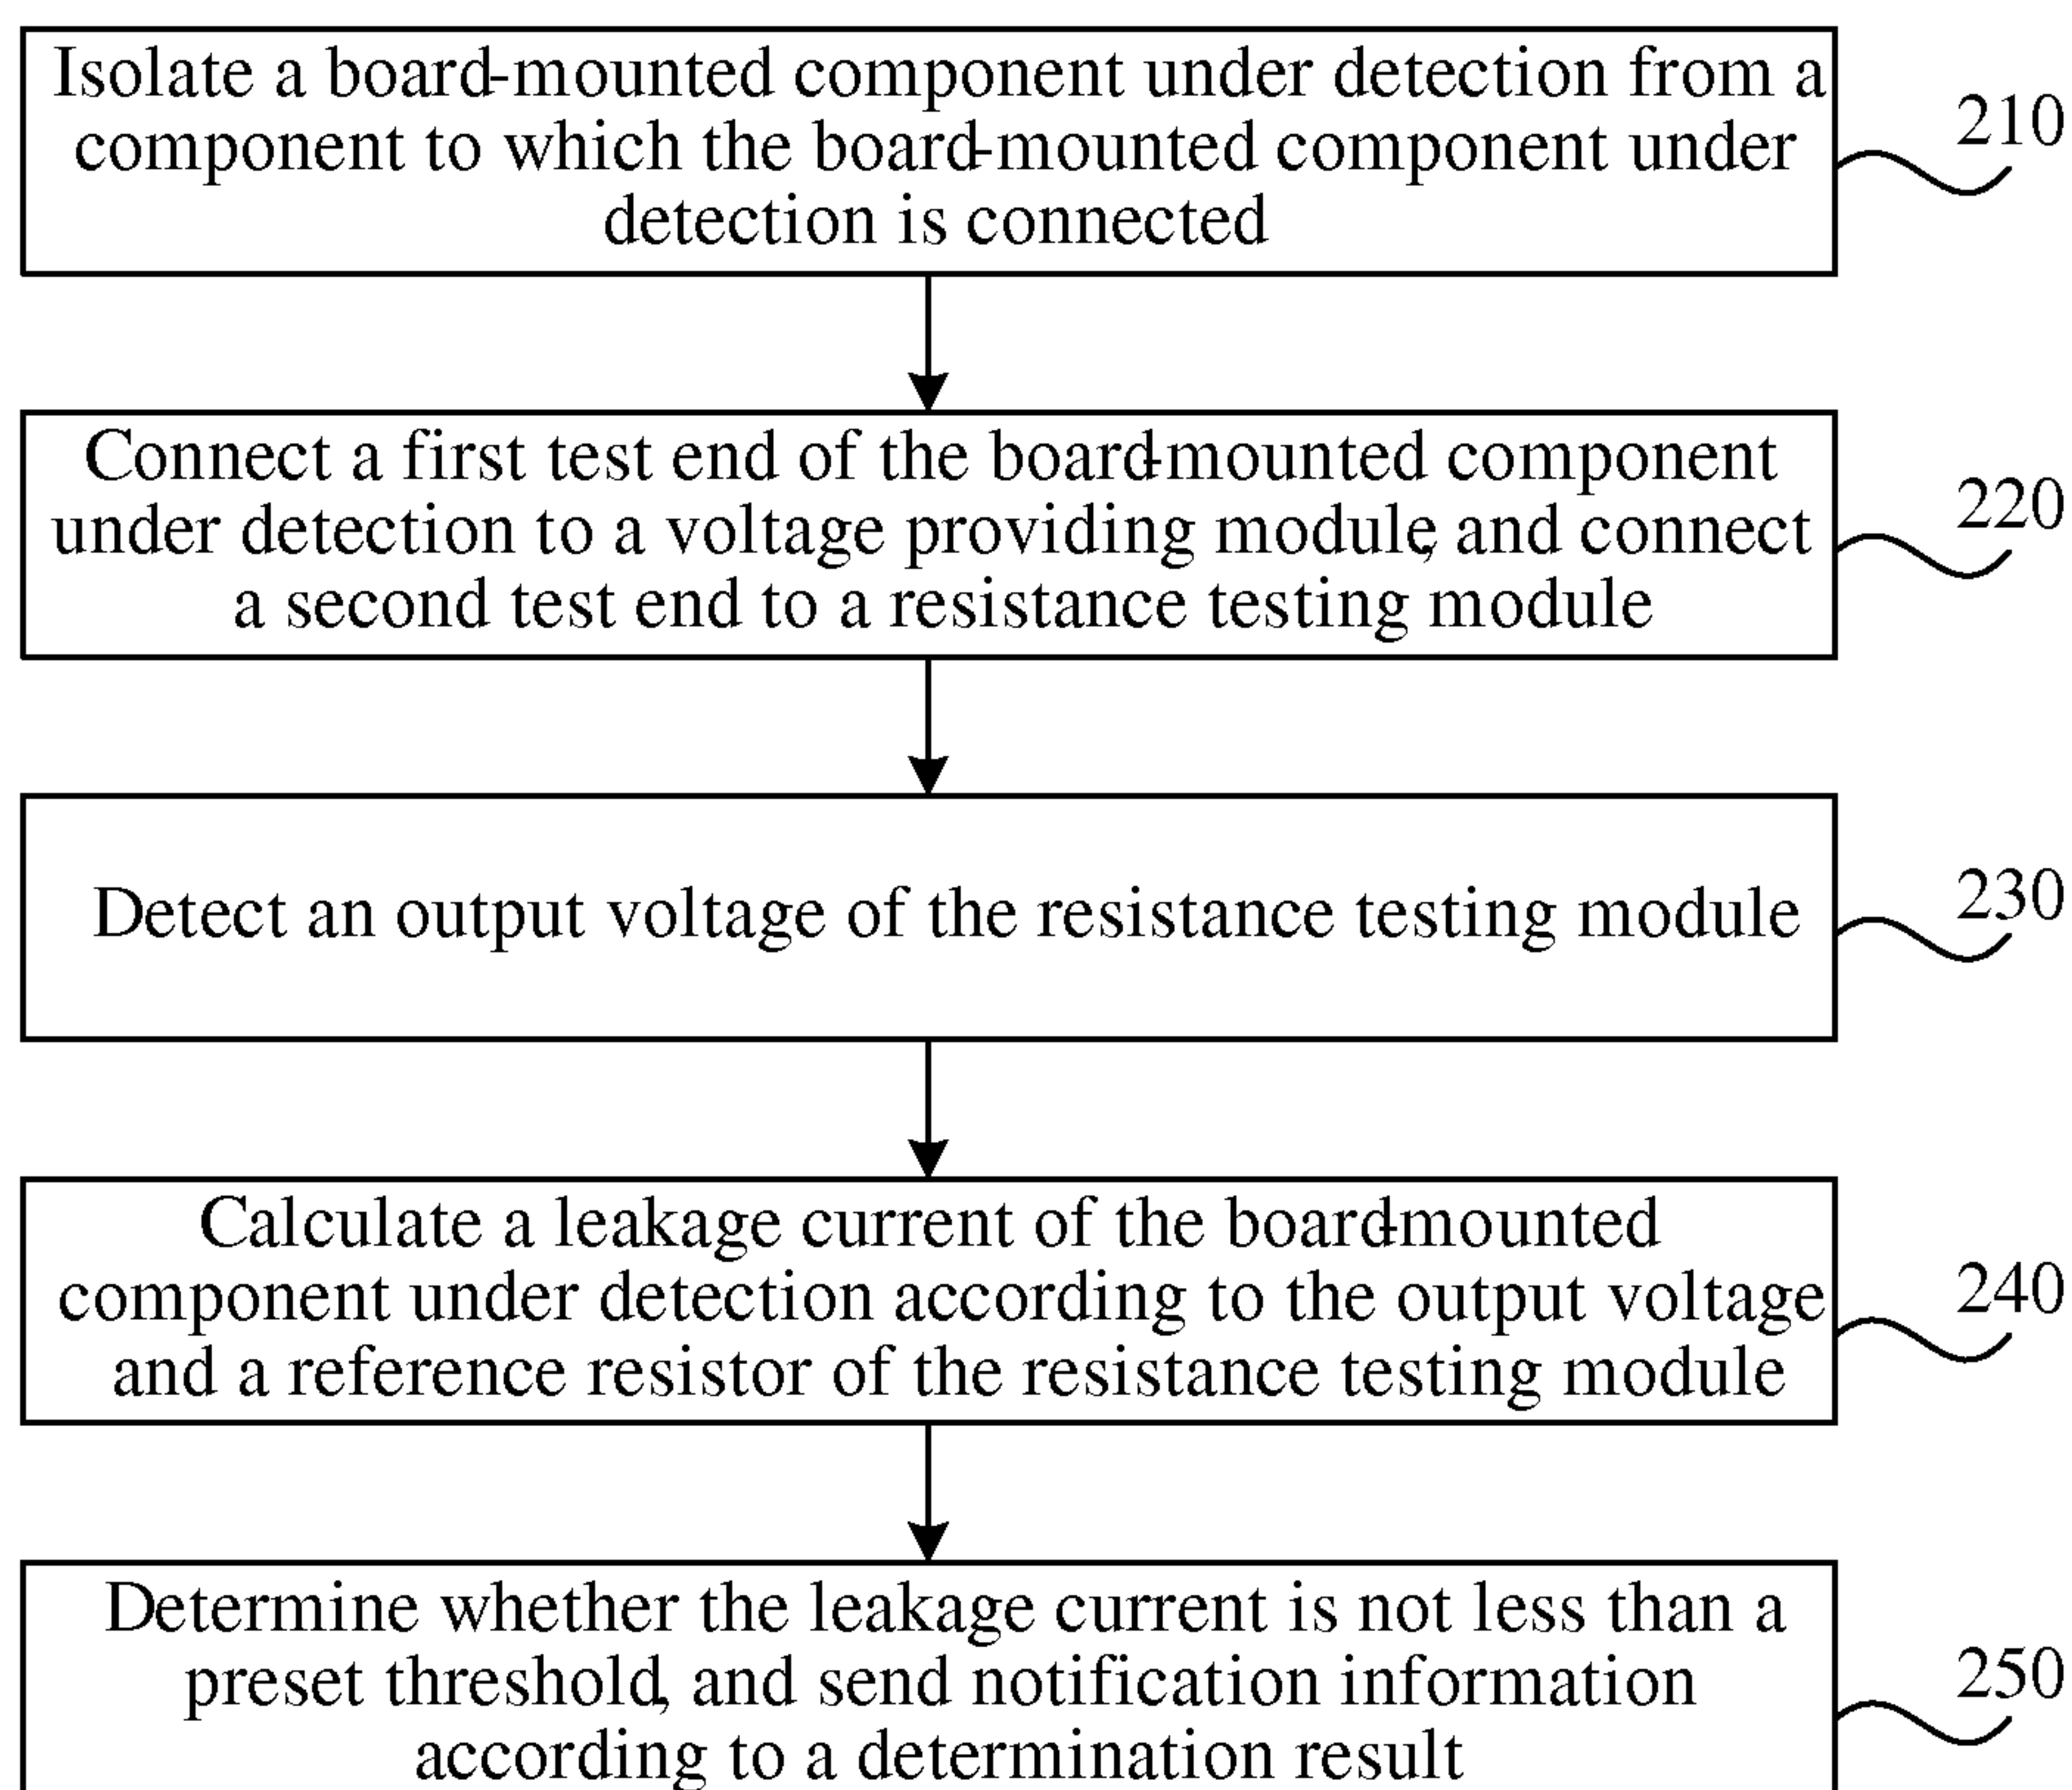 Isolate a board-mounted component under detection from a
component to which the board-mounted component under
detection is connected
210
Connect a first test end of the board-mounted component
under detection to a voltage providing module, and connect
a second test end to a resistance testing module
220
Detect an output voltage of the resistance testing module
230
Calculate a leakage current of the board-mounted
component under detection according to the output voltage
and a reference resistor of the resistance testing module
240
Determine whether the leakage current is not less than a
preset threshold, and send notification information
according to a determination result
250